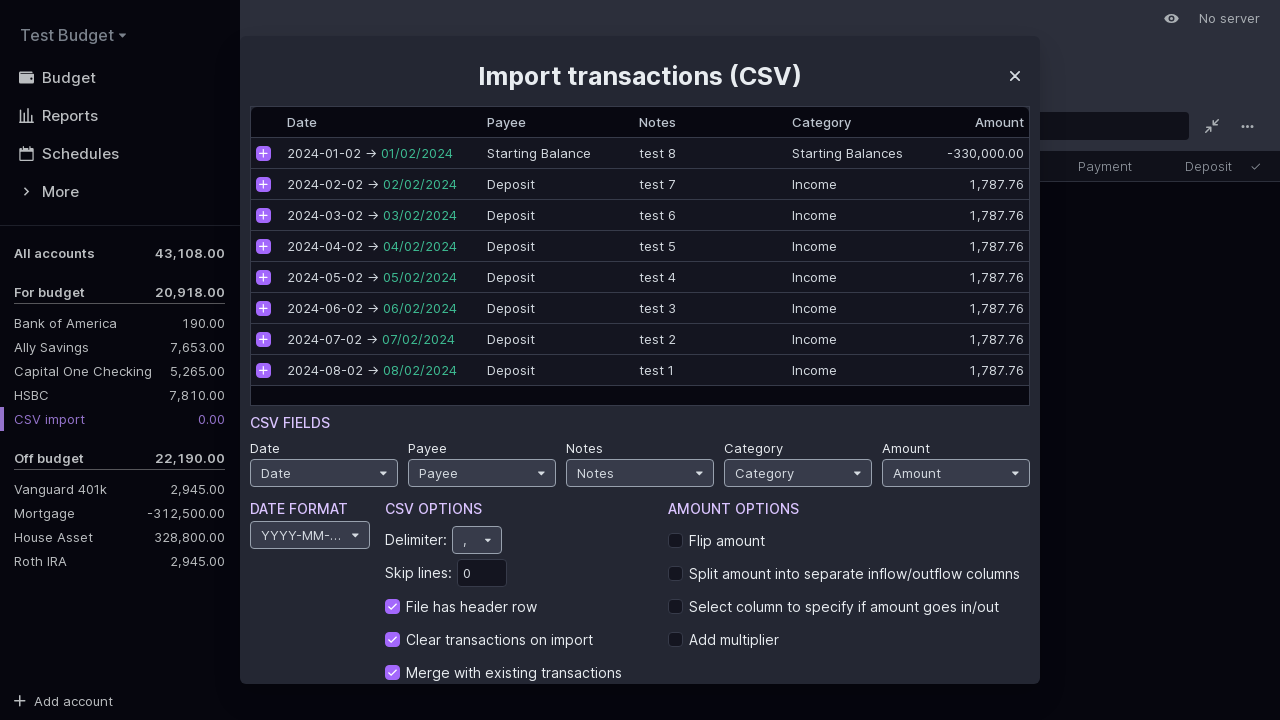 Test Budget
Budget
Reports
Schedules
More
All accounts 43,108.00
For budget 20,918.00
Bank of America 190.00
Ally Savings 7,653.00
Capital One Checking 5,265.00
HSBC 7,810.00
CSV import 0.00
Off budget 22,190.00
Vanguard 401k 2,945.00
Mortgage -312,500.00
House Asset 328,800.00
Roth IRA 2,945.00
Add account
No server
Payment Deposit
Import transactions (CSV)
Date Payee Notes Category Amount
2024-01-02 → 01/02/2024 Starting Balance test 8 Starting Balances -330,000.00
2024-02-02 → 02/02/2024 Deposit test 7 Income 1,787.76
2024-03-02 → 03/02/2024 Deposit test 6 Income 1,787.76
2024-04-02 → 04/02/2024 Deposit test 5 Income 1,787.76
2024-05-02 → 05/02/2024 Deposit test 4 Income 1,787.76
2024-06-02 → 06/02/2024 Deposit test 3 Income 1,787.76
2024-07-02 → 07/02/2024 Deposit test 2 Income 1,787.76
2024-08-02 → 08/02/2024 Deposit test 1 Income 1,787.76
CSV FIELDS
Date Payee Notes Category Amount
Date Payee Notes Category Amount
DATE FORMAT
YYYY-MM-...
CSV OPTIONS
Delimiter: ,
Skip lines: 0
File has header row
Clear transactions on import
Merge with existing transactions
AMOUNT OPTIONS
Flip amount
Split amount into separate inflow/outflow columns
Select column to specify if amount goes in/out
Add multiplier